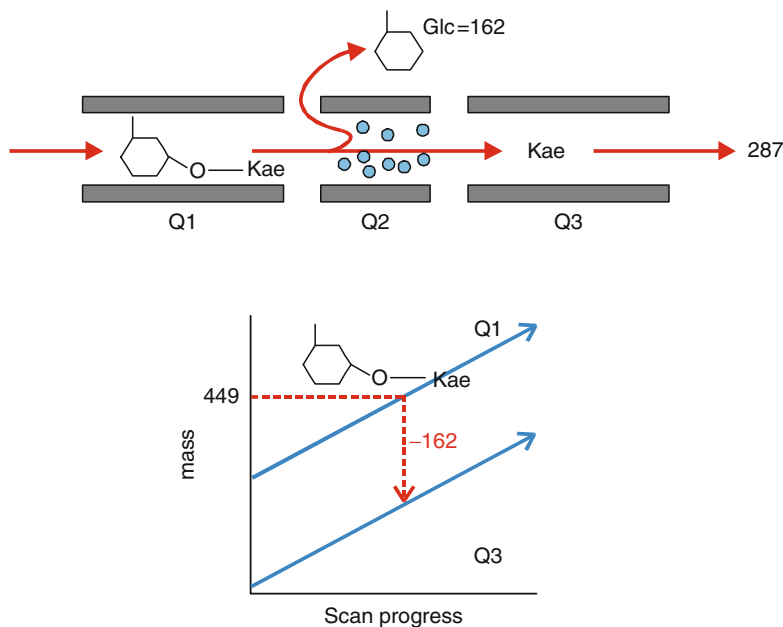 Glc=162
O
Kae
Kae
287
Q1
Q2
Q3
Q1
O
Kae
449
–162
mass
Q3
Scan progress